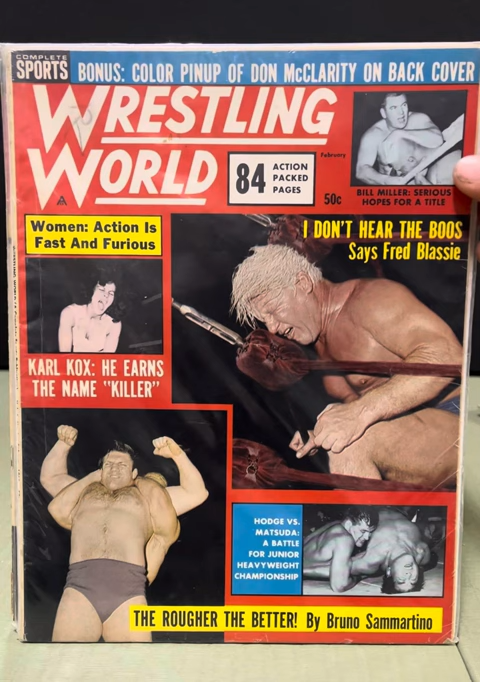 COMPLETE
SPORTS
BONUS: COLOR PINUP OF DON McCLARITY ON BACK COVER
WRESTLING
WORLD
84 ACTION
PACKED
PAGES
February
50c
BILL MILLER: SERIOUS
HOPES FOR A TITLE
Women: Action Is
Fast And Furious
I DON'T HEAR THE BOOS
Says Fred Blassie
KARL KOX: HE EARNS
THE NAME "KILLER"
HODGE VS.
MATSUDA:
A BATTLE
FOR JUNIOR
HEAVYWEIGHT
CHAMPIONSHIP
THE ROUGHER THE BETTER! By Bruno Sammartino